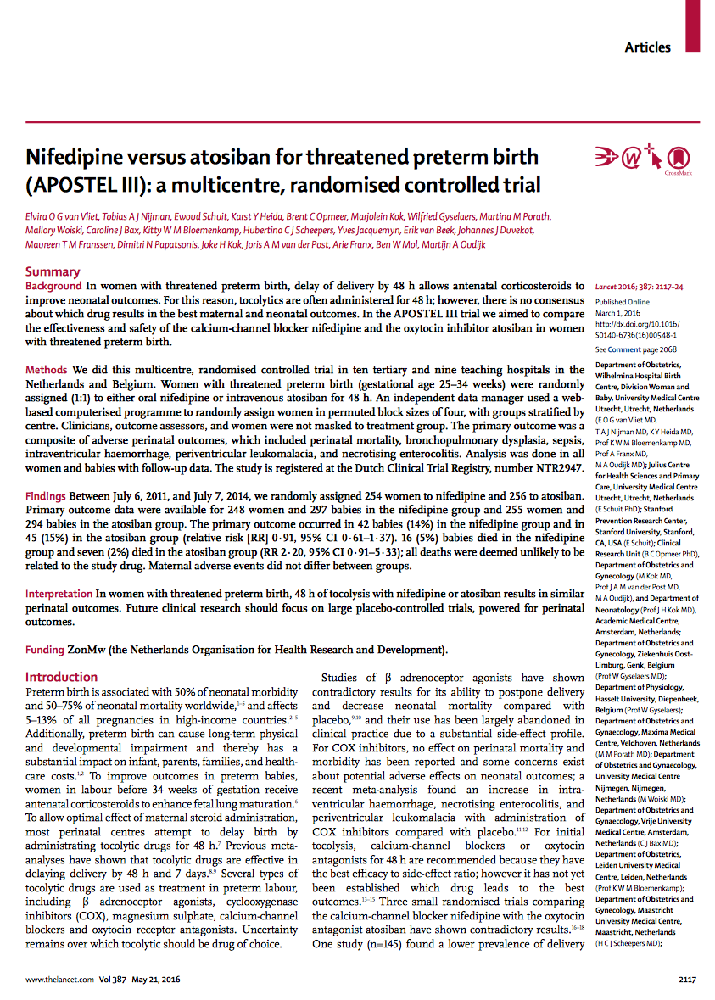 Articles
Nifedipine versus atosiban for threatened preterm birth
(APOSTEL III): a multicentre, randomised controlled trial
CrossMark
Elvira O G van Vliet, Tobias A J Nijman, Ewoud Schuit, Karst Y Heida, Brent C Opmeer, Marjolein Kok, Wilfried Gyselaers, Martina M Porath,
Mallory Woiski, Caroline J Bax, Kitty W M Bloemenkamp, Hubertina C J Scheepers, Yves Jacquemyn, Erik van Beek, Johannes J Duvekot,
Maureen T M Franssen, Dimitri N Papatsonis, Joke H Kok, Joris A M van der Post, Arie Franx, Ben W Mol, Martijn A Oudijk
Summary
Background In women with threatened preterm birth, delay of delivery by 48 h allows antenatal corticosteroids to
improve neonatal outcomes. For this reason, tocolytics are often administered for 48 h; however, there is no consensus
about which drug results in the best maternal and neonatal outcomes. In the APOSTEL III trial we aimed to compare
the effectiveness and safety of the calcium-channel blocker nifedipine and the oxytocin inhibitor atosiban in women
with threatened preterm birth.
Methods We did this multicentre, randomised controlled trial in ten tertiary and nine teaching hospitals in the
Netherlands and Belgium. Women with threatened preterm birth (gestational age 25–34 weeks) were randomly
assigned (1:1) to either oral nifedipine or intravenous atosiban for 48 h. An independent data manager used a web-
based computerised programme to randomly assign women in permuted block sizes of four, with groups stratified by
centre. Clinicians, outcome assessors, and women were not masked to treatment group. The primary outcome was a
composite of adverse perinatal outcomes, which included perinatal mortality, bronchopulmonary dysplasia, sepsis,
intraventricular haemorrhage, periventricular leukomalacia, and necrotising enterocolitis. Analysis was done in all
women and babies with follow-up data. The study is registered at the Dutch Clinical Trial Registry, number NTR2947.
Findings Between July 6, 2011, and July 7, 2014, we randomly assigned 254 women to nifedipine and 256 to atosiban.
Primary outcome data were available for 248 women and 297 babies in the nifedipine group and 255 women and
294 babies in the atosiban group. The primary outcome occurred in 42 babies (14%) in the nifedipine group and in
45 (15%) in the atosiban group (relative risk [RR] 0·91, 95% CI 0·61–1·37). 16 (5%) babies died in the nifedipine
group and seven (2%) died in the atosiban group (RR 2·20, 95% CI 0·91–5·33); all deaths were deemed unlikely to be
related to the study drug. Maternal adverse events did not differ between groups.
Interpretation In women with threatened preterm birth, 48 h of tocolysis with nifedipine or atosiban results in similar
perinatal outcomes. Future clinical research should focus on large placebo-controlled trials, powered for perinatal
outcomes.
Funding ZonMw (the Netherlands Organisation for Health Research and Development).
Introduction
Preterm birth is associated with 50% of neonatal morbidity
and 50–75% of neonatal mortality worldwide,1–5 and affects
5–13% of all pregnancies in high-income countries.2–5
Additionally, preterm birth can cause long-term physical
and developmental impairment and thereby has a
substantial impact on infant, parents, families, and health-
care costs.1,2 To improve outcomes in preterm babies,
women in labour before 34 weeks of gestation receive
antenatal corticosteroids to enhance fetal lung maturation.6
To allow optimal effect of maternal steroid administration,
most perinatal centres attempt to delay birth by
administrating tocolytic drugs for 48 h.7 Previous meta-
analyses have shown that tocolytic drugs are effective in
delaying delivery by 48 h and 7 days.8,9 Several types of
tocolytic drugs are used as treatment in preterm labour,
including β adrenoceptor agonists, cyclooxygenase
inhibitors (COX), magnesium sulphate, calcium-channel
blockers and oxytocin receptor antagonists. Uncertainty
remains over which tocolytic should be drug of choice.
Studies of β adrenoceptor agonists have shown
contradictory results for its ability to postpone delivery
and decrease neonatal mortality compared with
placebo,9,10 and their use has been largely abandoned in
clinical practice due to a substantial side-effect profile.
For COX inhibitors, no effect on perinatal mortality and
morbidity has been reported and some concerns exist
about potential adverse effects on neonatal outcomes; a
recent meta-analysis found an increase in intra-
ventricular haemorrhage, necrotising enterocolitis, and
periventricular leukomalacia with administration of
COX inhibitors compared with placebo.11,12 For initial
tocolysis, calcium-channel blockers or oxytocin
antagonists for 48 h are recommended because they have
the best efficacy to side-effect ratio; however it has not yet
been established which drug leads to the best
outcomes.13–15 Three small randomised trials comparing
the calcium-channel blocker nifedipine with the oxytocin
antagonist atosiban have shown contradictory results.16–18
One study (n=145) found a lower prevalence of delivery
Lancet 2016; 387: 2117–24
Published Online
March 1, 2016
http://dx.doi.org/10.1016/
S0140-6736(16)00548-1
See Comment page 2068
Department of Obstetrics,
Wilhelmina Hospital Birth
Centre, Division Woman and
Baby, University Medical Centre
Utrecht, Utrecht, Netherlands
(E O G van Vliet MD,
T A J Nijman MD, K Y Heida MD,
Prof K W M Bloemenkamp MD,
Prof A Franx MD,
M A Oudijk MD); Julius Centre
for Health Sciences and Primary
Care, University Medical Centre
Utrecht, Utrecht, Netherlands
(E Schuit PhD); Stanford
Prevention Research Center,
Stanford University, Stanford,
CA, USA (E Schuit); Clinical
Research Unit (B C Opmeer PhD),
Department of Obstetrics and
Gynecology (M Kok MD,
Prof J A M van der Post MD,
M A Oudijk), and Department of
Neonatology (Prof J H Kok MD),
Academic Medical Centre,
Amsterdam, Netherlands;
Department of Obstetrics and
Gynecology, Ziekenhuis Oost-
Limburg, Genk, Belgium
(Prof W Gyselaers MD);
Department of Physiology,
Hasselt University, Diepenbeek,
Belgium (Prof W Gyselaers);
Department of Obstetrics and
Gynaecology, Maxima Medical
Centre, Veldhoven, Netherlands
(M M Porath MD); Department
of Obstetrics and Gynaecology,
University Medical Centre
Nijmegen, Nijmegen,
Netherlands (M Woiski MD);
Department of Obstetrics and
Gynaecology, Vrije University
Medical Centre, Amsterdam,
Netherlands (C J Bax MD);
Department of Obstetrics,
Leiden University Medical
Centre, Leiden, Netherlands
(Prof K W M Bloemenkamp);
Department of Obstetrics and
Gynecology, Maastricht
University Medical Centre,
Maastricht, Netherlands
(H C J Scheepers MD);
www.thelancet.com Vol 387 May 21, 2016
2117